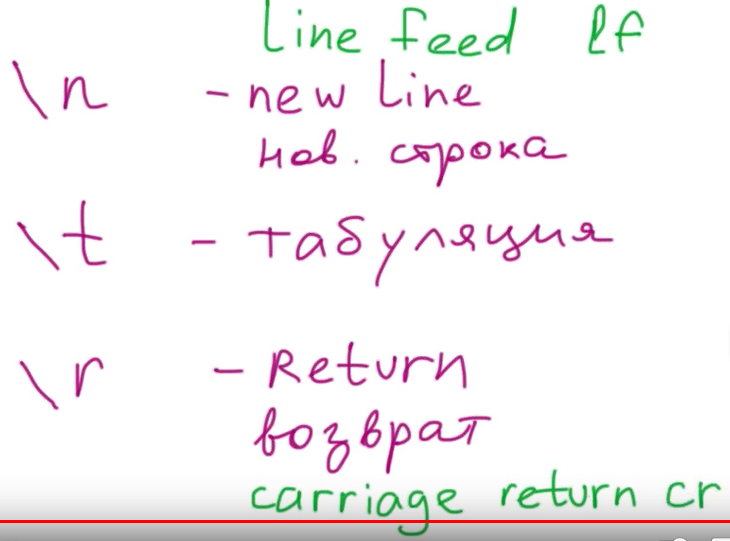 Line feed lf
\n - new Line
нов. строка
\t - табуляция
\r - Return
возврат
carriage return cr